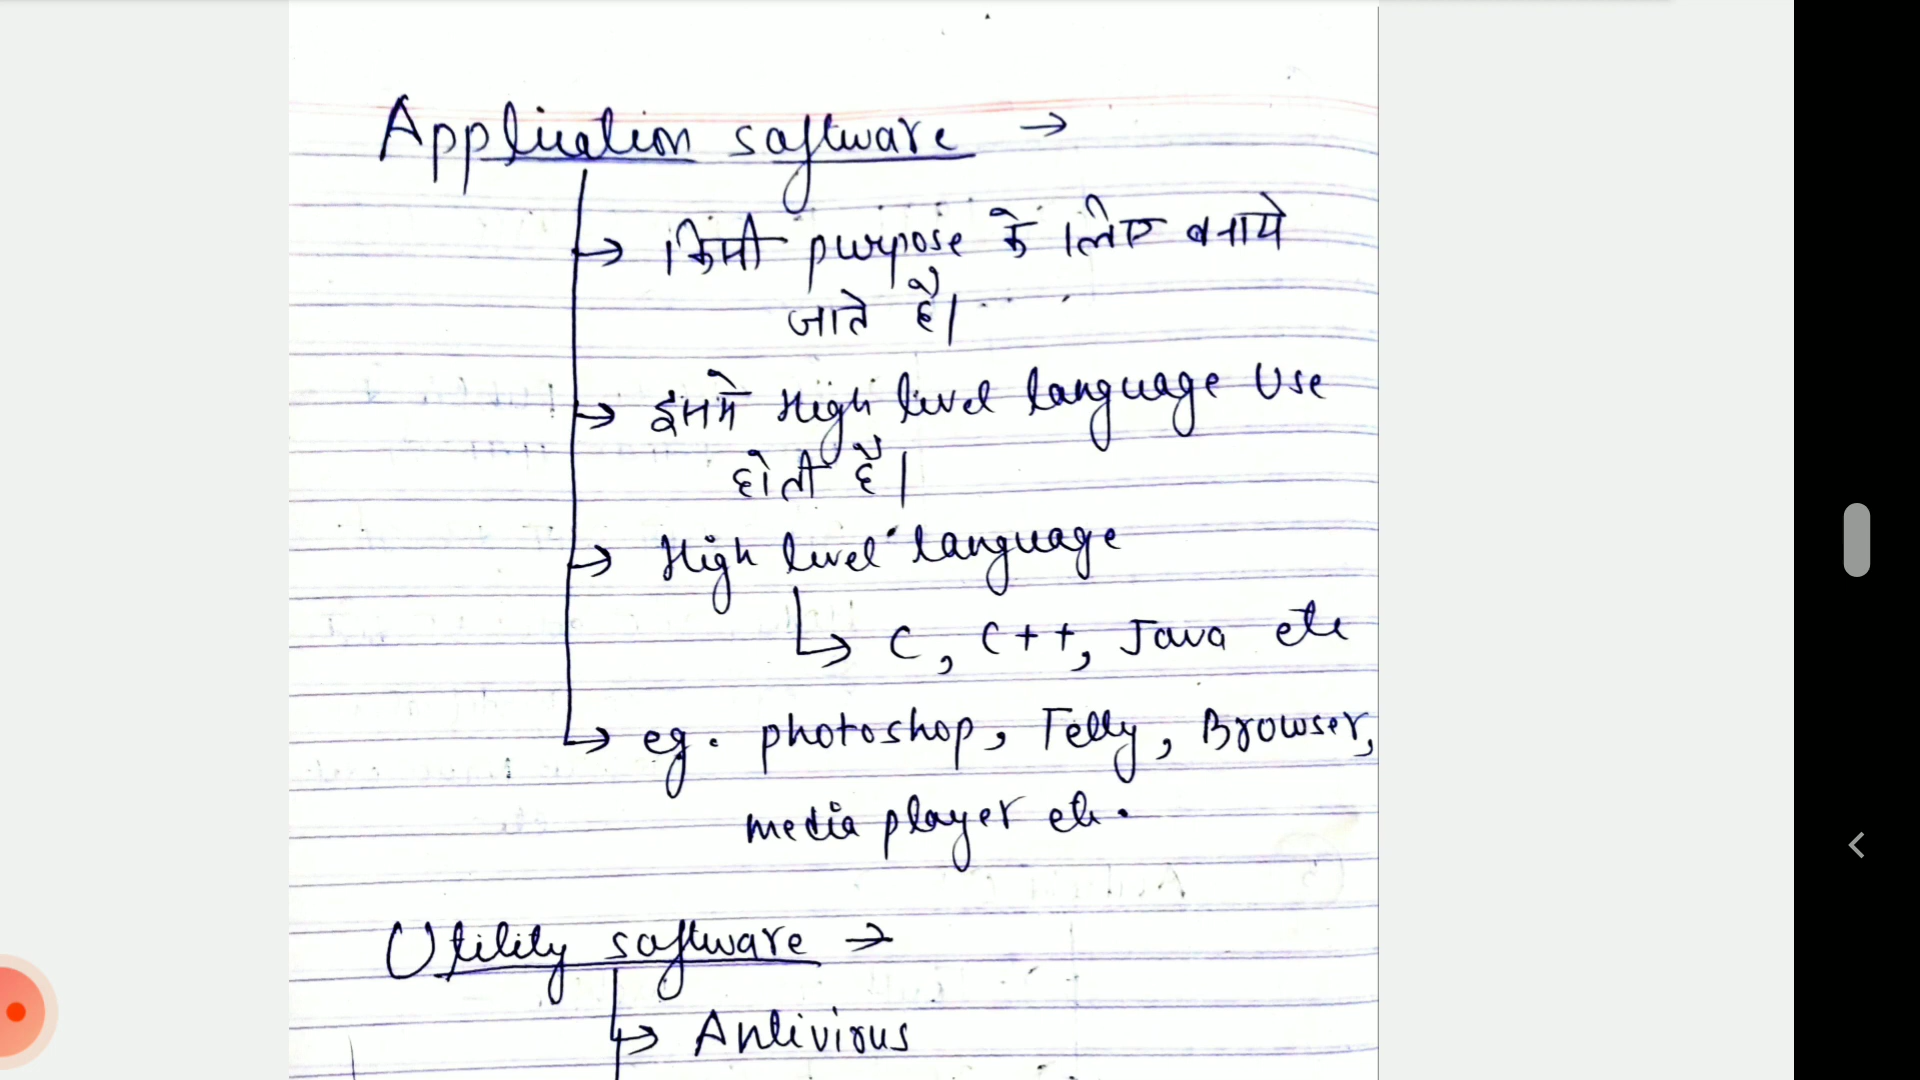 Application software →
→ किसी purpose के लिए बनाये
जाते हैं।
→ इसमें High level language Use
होती हैं।
→ High level language
↳ C, C++, Java etc
→ eg. photoshop, Telly, Browser,
media player etc.
Utility software →
→ Antivirus